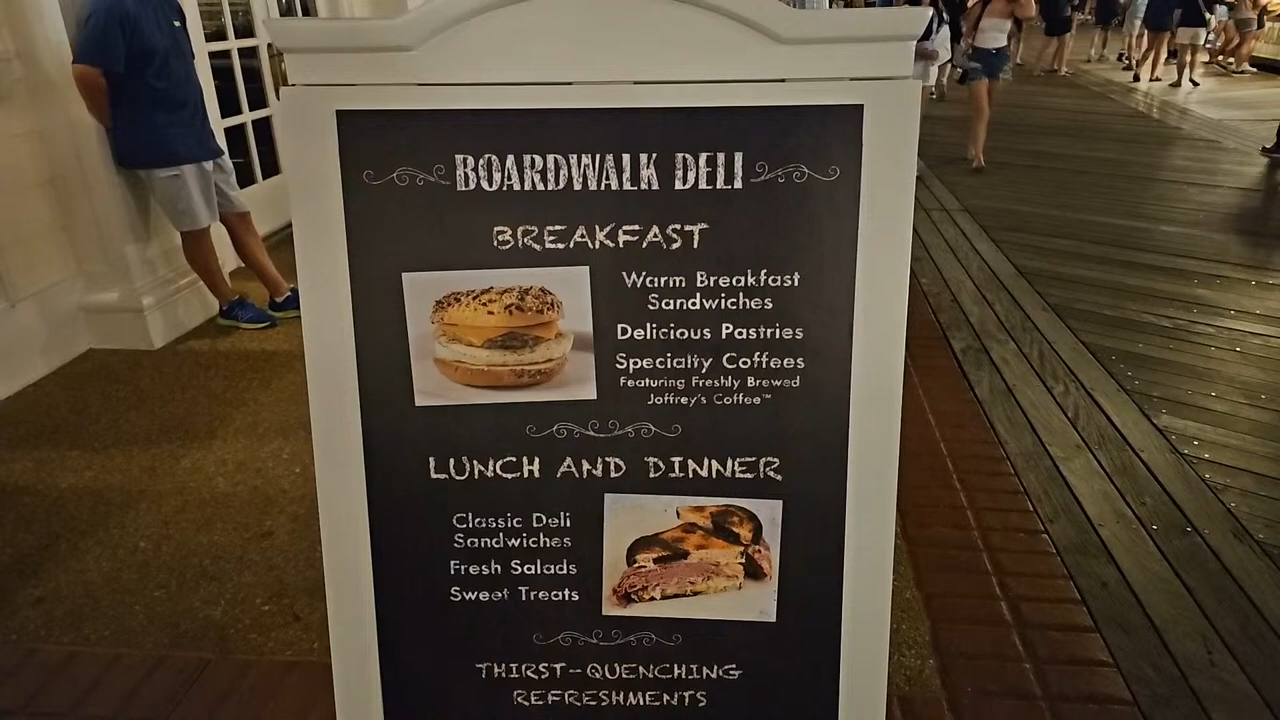 BOARDWALK DELI
BREAKFAST
Warm Breakfast
Sandwiches
Delicious Pastries
Specialty Coffees
Featuring Freshly Brewed
Joffrey's Coffee™
LUNCH AND DINNER
Classic Deli
Sandwiches
Fresh Salads
Sweet Treats
THIRST-QUENCHING
REFRESHMENTS